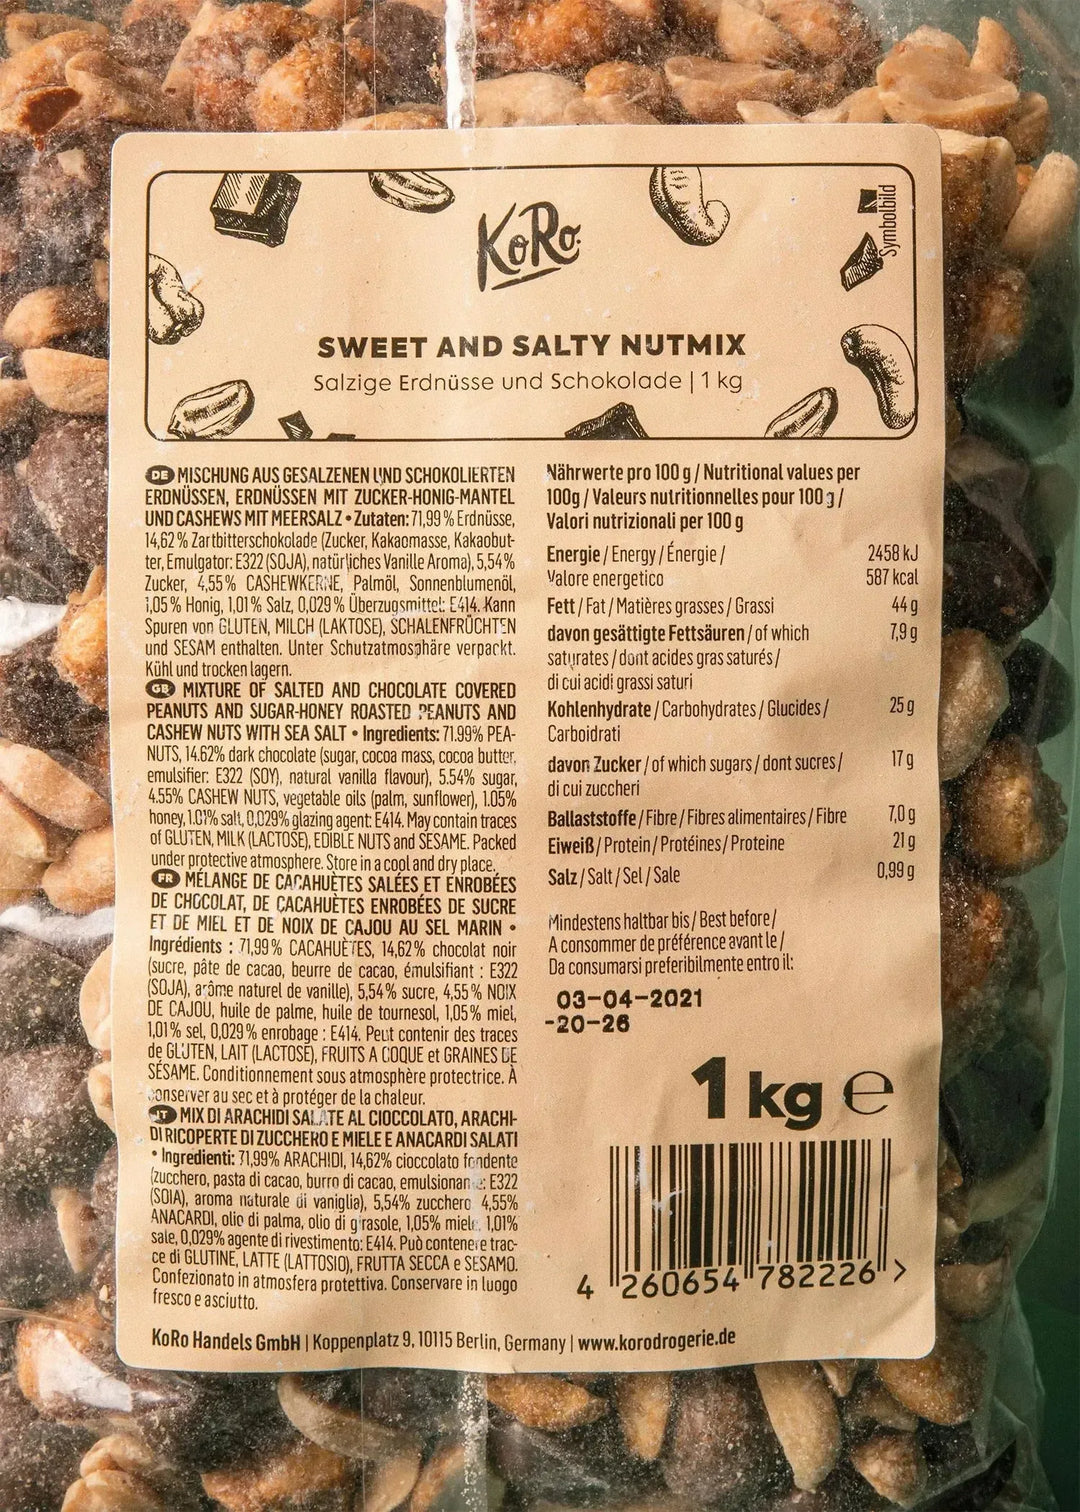 KoRo
Symbolbild
SWEET AND SALTY NUTMIX
Salzige Erdnüsse und Schokolade | 1 kg
DE MISCHUNG AUS GESALZENEN UND SCHOKOLIERTEN
ERDNÜSSEN, ERDNÜSSEN MIT ZUCKER-HONIG-MANTEL
UND CASHEWS MIT MEERSALZ • Zutaten: 71,99 % Erdnüsse,
14,62 % Zartbitterschokolade (Zucker, Kakaomasse, Kakaobut-
ter, Emulgator: E322 (SOJA), natürliches Vanille Aroma), 5,54 %
Zucker, 4,55 % CASHEWKERNE, Palmöl, Sonnenblumenöl,
1,05 % Honig, 1,01 % Salz, 0,029 % Überzugsmittel: E414. Kann
Spuren von GLUTEN, MILCH (LAKTOSE), SCHALENFRÜCHTEN
und SESAM enthalten. Unter Schutzatmosphäre verpackt.
Kühl und trocken lagern.
GB MIXTURE OF SALTED AND CHOCOLATE COVERED
PEANUTS AND SUGAR-HONEY ROASTED PEANUTS AND
CASHEW NUTS WITH SEA SALT • Ingredients: 71.99% PEA-
NUTS, 14.62% dark chocolate (sugar, cocoa mass, cocoa butter,
emulsifier: E322 (SOY), natural vanilla flavour), 5.54% sugar,
4.55% CASHEW NUTS, vegetable oils (palm, sunflower), 1.05%
honey, 1.01% salt, 0,029% glazing agent: E414. May contain traces
of GLUTEN, MILK (LACTOSE), EDIBLE NUTS and SESAME. Packed
under protective atmosphere. Store in a cool and dry place.
FR MÉLANGE DE CACAHUÈTES SALÉES ET ENROBÉES
DE CHOCOLAT, DE CACAHUÈTES ENROBÉES DE SUCRE
ET DE MIEL ET DE NOIX DE CAJOU AU SEL MARIN •
Ingrédients : 71,99 % CACAHUÈTES, 14,62% chocolat noir
(sucre, pâte de cacao, beurre de cacao, émulsifiant : E322
(SOJA), arôme naturel de vanille), 5,54 % sucre, 4,55 % NOIX
DE CAJOU, huile de palme, huile de tournesol, 1,05 % miel,
1,01 % sel, 0,029 % enrobage : E414. Peut contenir des traces
de GLUTEN, LAIT (LACTOSE), FRUITS A COQUE et GRAINES DE
SÉSAME. Conditionnement sous atmosphère protectrice. À
conserver au sec et à protéger de la chaleur.
IT MIX DI ARACHIDI SALATE AL CIOCCOLATO, ARACHI-
DI RICOPERTE DI ZUCCHERO E MIELE E ANACARDI SALATI
• Ingredienti: 71,99% ARACHIDI, 14,62% cioccolato fondente
(zucchero, pasta di cacao, burro di cacao, emulsionante: E322
(SOIA), aroma naturale di vaniglia), 5,54% zucchero 4,55%
ANACARDI, olio di palma, olio di girasole, 1,05% miele, 1,01%
sale, 0,029% agente di rivestimento: E414. Può contenere trac-
ce di GLUTINE, LATTE (LATTOSIO), FRUTTA SECCA e SESAMO.
Confezionato in atmosfera protettiva. Conservare in luogo
fresco e asciutto.
Nährwerte pro 100 g / Nutritional values per
100g / Valeurs nutritionnelles pour 100 g /
Valori nutrizionali per 100 g
Energie / Energy / Énergie / 2458 kJ
Valore energetico 587 kcal
Fett / Fat / Matières grasses / Grassi 44 g
davon gesättigte Fettsäuren / of which 7,9 g
saturates / dont acides gras saturés /
di cui acidi grassi saturi
Kohlenhydrate / Carbohydrates / Glucides / 25 g
Carboidrati
davon Zucker / of which sugars / dont sucres / 17 g
di cui zuccheri
Ballaststoffe / Fibre / Fibres alimentaires / Fibre 7,0 g
Eiweiß / Protein / Protéines / Proteine 21 g
Salz / Salt / Sel / Sale 0,99 g
Mindestens haltbar bis / Best before /
A consommer de préférence avant le /
Da consumarsi preferibilmente entro il:
03-04-2021
-20-26
1 kg e
4 260654 782226 >
KoRo Handels GmbH | Koppenplatz 9, 10115 Berlin, Germany | www.korodrogerie.de